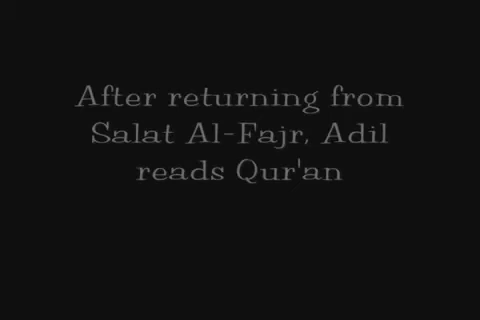 After returning from
Salat Al-Fajr, Adil
reads Qur'an